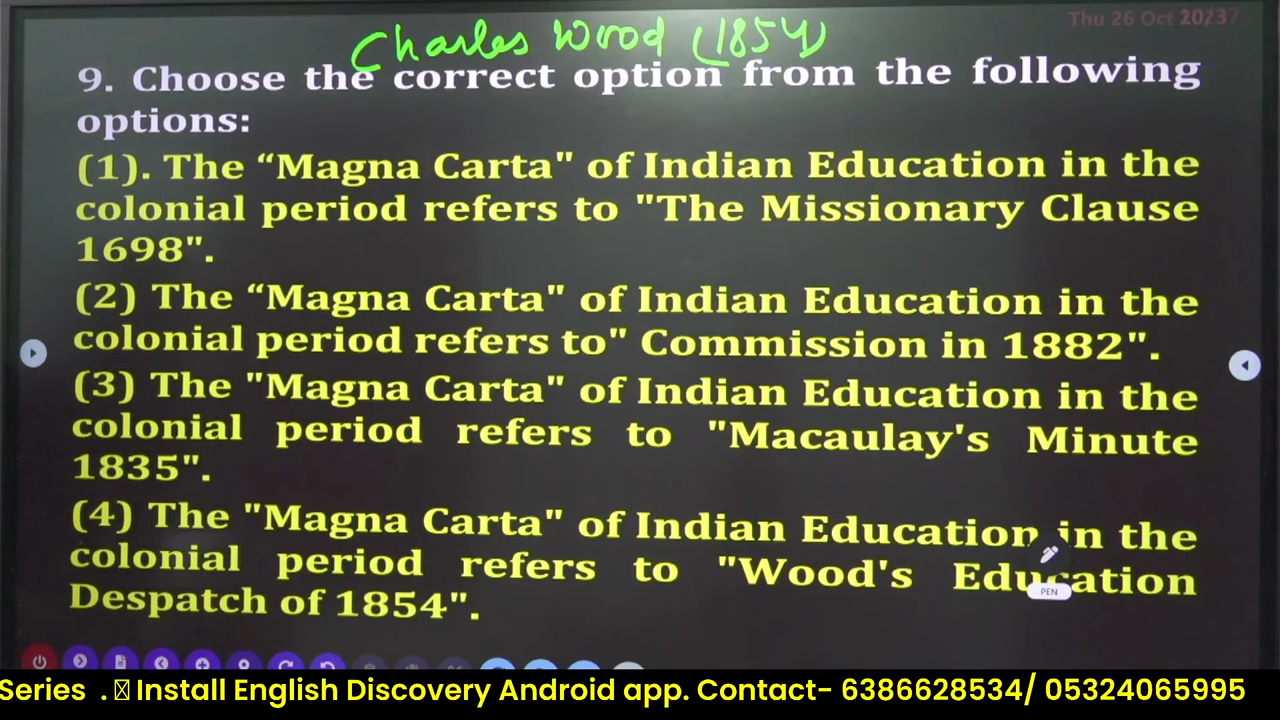 Thu 26 Oct
Charles Wood (1854)
9. Choose the correct option from the following
options:
(1). The “Magna Carta" of Indian Education in the
colonial period refers to "The Missionary Clause
1698".
(2) The “Magna Carta” of Indian Education in the
colonial period refers to" Commission in 1882".
(3) The "Magna Carta” of Indian Education in the
colonial period refers to "Macaulay's Minute
1835".
(4) The "Magna Carta” of Indian Education in the
colonial period refers to "Wood's Education
Despatch of 1854".
PEN
Series . Install English Discovery Android app. Contact- 6386628534/ 05324065995